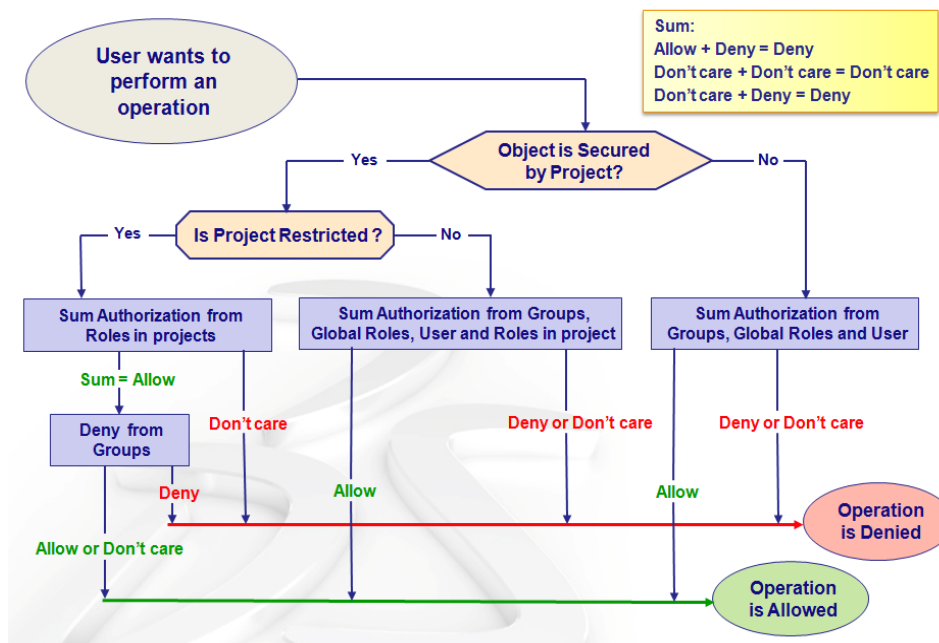 User wants to
perform an
operation
Sum:
Allow + Deny = Deny
Don't care + Don't care = Don't care
Don't care + Deny = Deny
Object is Secured
by Project?
Yes
No
Is Project Restricted ?
Yes
No
Sum Authorization from
Roles in projects
Sum Authorization from Groups,
Global Roles, User and Roles in project
Sum Authorization from
Groups, Global Roles and User
Sum = Allow
Don't care
Deny or Don't care
Deny or Don't care
Deny from
Groups
Deny
Allow
Allow
Allow or Don't care
Operation
is Denied
Operation
is Allowed